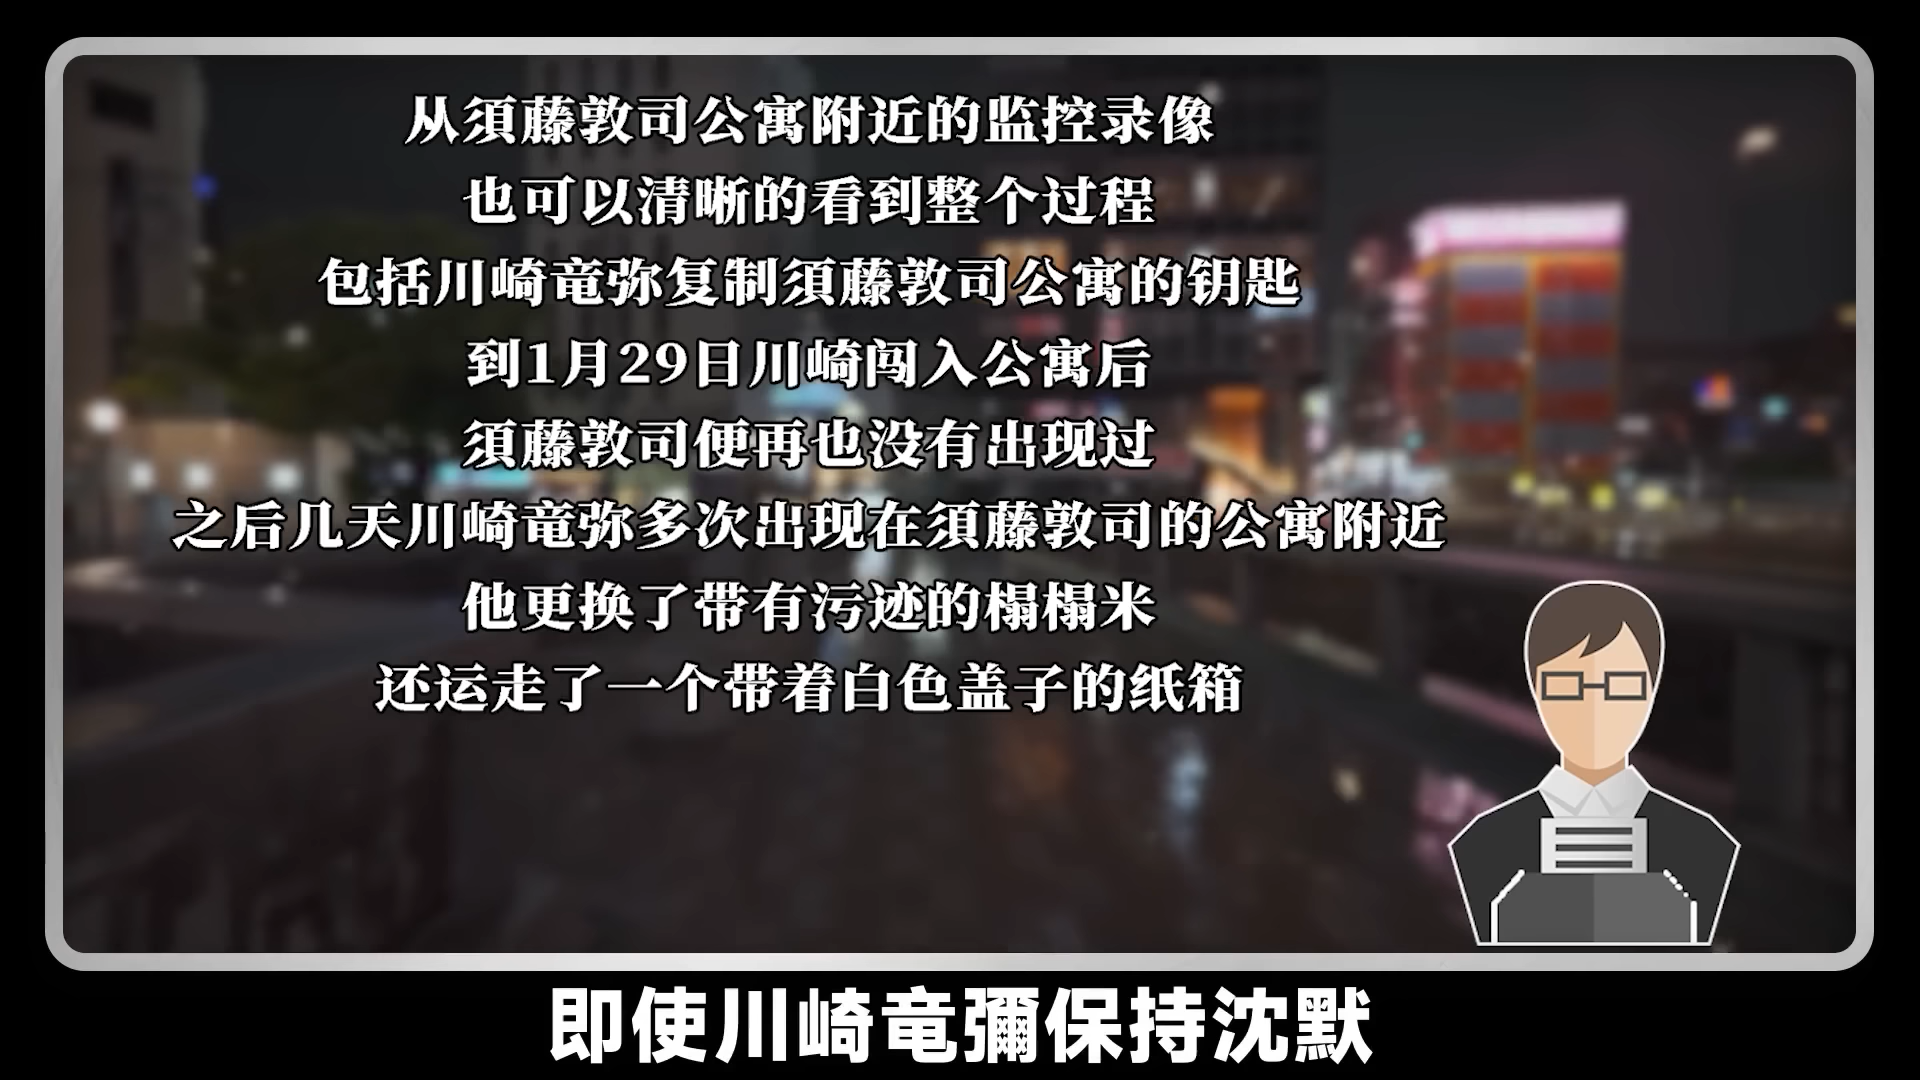 从須藤敦司公寓附近的监控录像
也可以清晰的看到整个过程
包括川崎竜弥复制須藤敦司公寓的钥匙
到1月29日川崎闯入公寓后
須藤敦司便再也没有出现过
之后几天川崎竜弥多次出现在須藤敦司的公寓附近
他更换了带有污迹的榻榻米
还运走了一个带着白色盖子的纸箱
即使川崎竜彌保持沈默